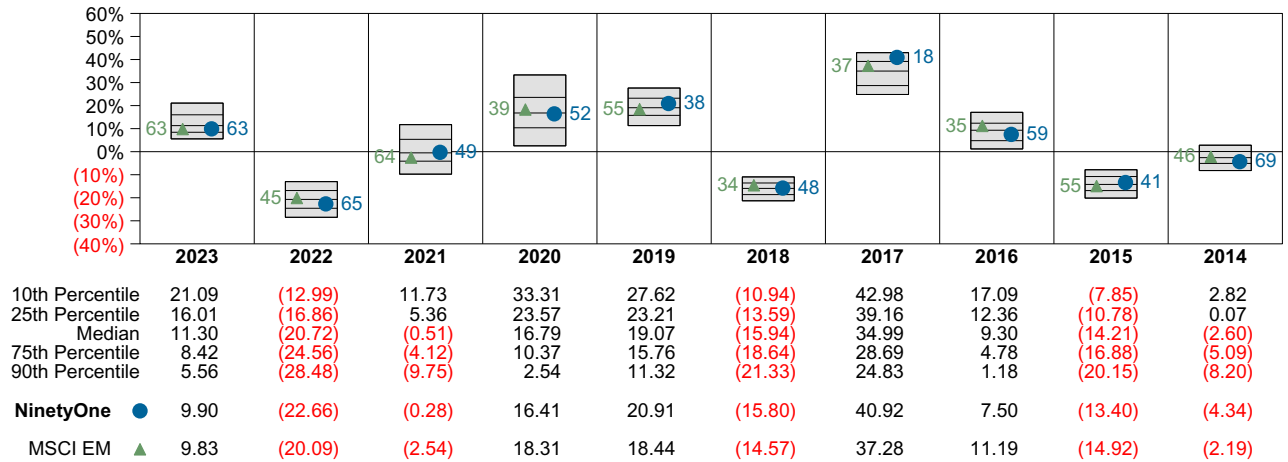 60%
50%
40%
30%
20%
10%
0%
(10%)
(20%)
(30%)
(40%)
63 63
45 65
64 49
39 52
55 38
34 48
37 18
35 59
55 41
46 69
2023 2022 2021 2020 2019 2018 2017 2016 2015 2014
10th Percentile 21.09 (12.99) 11.73 33.31 27.62 (10.94) 42.98 17.09 (7.85) 2.82
25th Percentile 16.01 (16.86) 5.36 23.57 23.21 (13.59) 39.16 12.36 (10.78) 0.07
Median 11.30 (20.72) (0.51) 16.79 19.07 (15.94) 34.99 9.30 (14.21) (2.60)
75th Percentile 8.42 (24.56) (4.12) 10.37 15.76 (18.64) 28.69 4.78 (16.88) (5.09)
90th Percentile 5.56 (28.48) (9.75) 2.54 11.32 (21.33) 24.83 1.18 (20.15) (8.20)
NinetyOne 9.90 (22.66) (0.28) 16.41 20.91 (15.80) 40.92 7.50 (13.40) (4.34)
MSCI EM 9.83 (20.09) (2.54) 18.31 18.44 (14.57) 37.28 11.19 (14.92) (2.19)